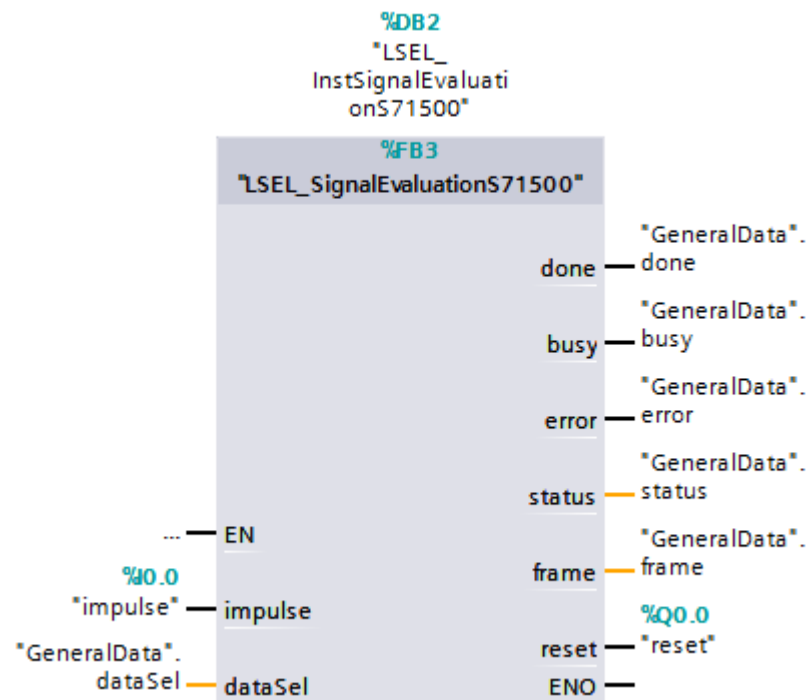 %DB2
"LSEL_
InstSignalEvaluati
onS71500"
%FB3
"LSEL_SignalEvaluationS71500"
"GeneralData".
done
done
"GeneralData".
busy
busy
"GeneralData".
error
error
"GeneralData".
status
status
... EN
"GeneralData".
frame
frame
%I0.0
"impulse" impulse
%Q0.0
reset "reset"
"GeneralData".
dataSel dataSel
ENO